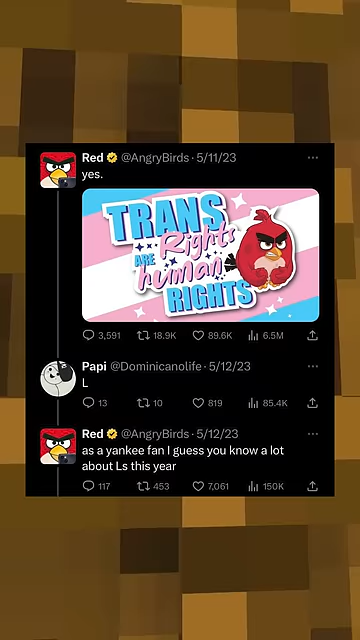 Red @AngryBirds · 5/11/23
yes.
TRANS
Rights
ARE
human
RIGHTS
3,591 18.9K 89.6K 6.5M
Papi @Dominicanolife · 5/12/23
L
13 10 819 85.4K
Red @AngryBirds · 5/12/23
as a yankee fan I guess you know a lot
about Ls this year
117 453 7,061 150K